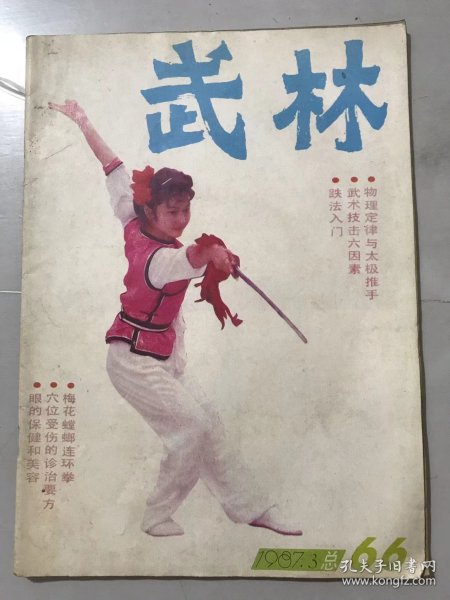 武林
●物理定律与太极推手
●武术技击六因素
●跌法入门
●梅花螳螂连环拳
●穴位受伤的诊治要方
●眼的保健和美容
1987.3 总66
孔夫子旧书网
www.kongfz.com